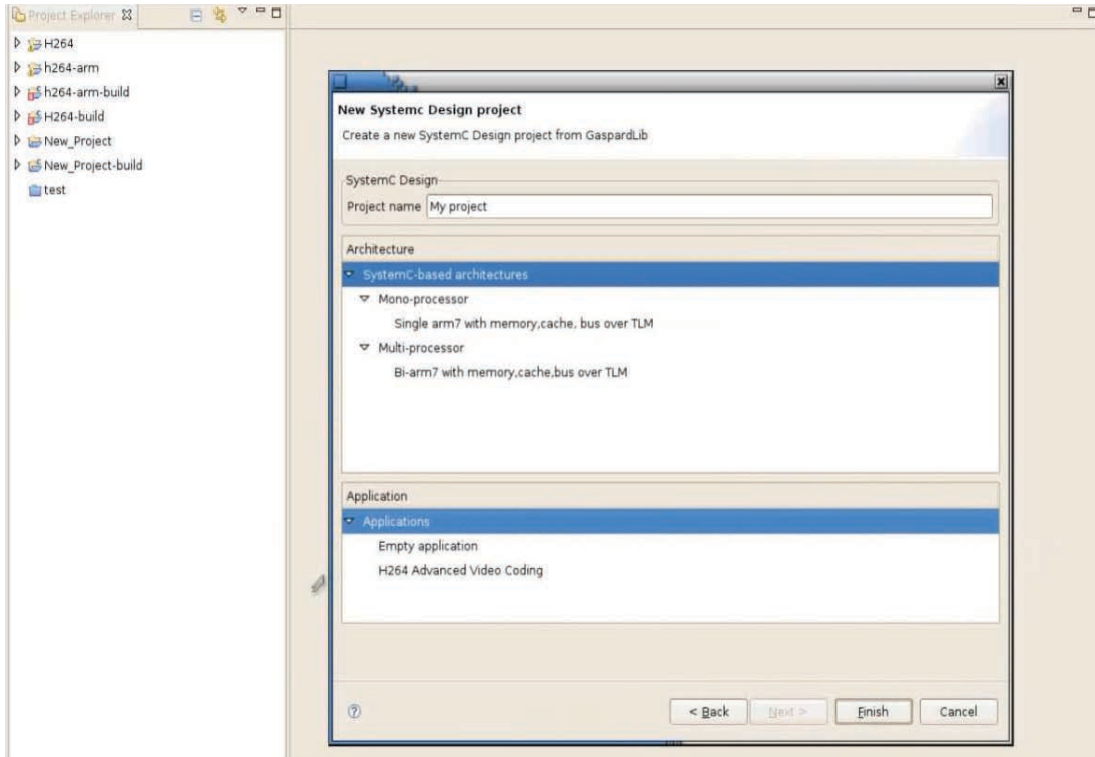 Project Explorer
H264
h264-arm
h264-arm-build
H264-build
New_Project
New_Project-build
test
New Systemc Design project
Create a new SystemC Design project from GaspardLib
SystemC Design
Project name My project
Architecture
SystemC-based architectures
Mono-processor
Single arm7 with memory,cache, bus over TLM
Multi-processor
Bi-arm7 with memory,cache,bus over TLM
Application
Applications
Empty application
H264 Advanced Video Coding
< Back Next > Finish Cancel